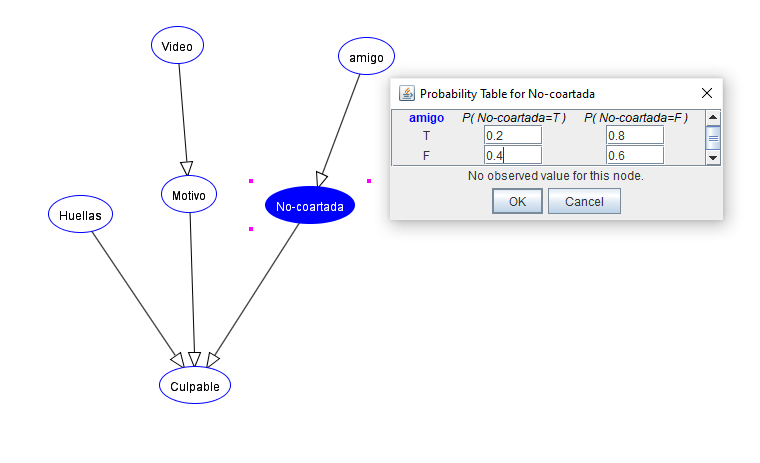 Video
amigo
Probability Table for No-coartada
amigo P( No-coartada=T ) P( No-coartada=F )
T 0.2 0.8
F 0.4 0.6
No observed value for this node.
OK Cancel
Motivo
No-coartada
Huellas
Culpable